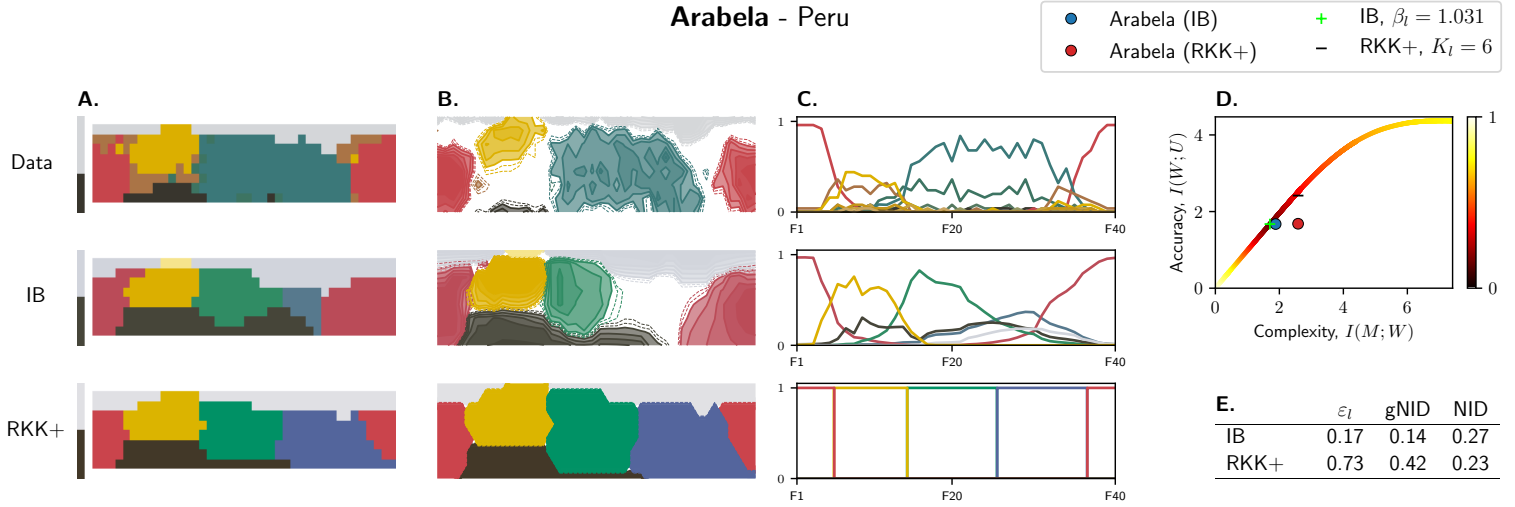 Arabela - Peru
Arabela (IB)
Arabela (RKK+)
IB, βₗ = 1.031
RKK+, Kₗ = 6
A.
B.
C.
D.
Data
IB
RKK+
1
0
F1
F20
F40
1
0
F1
F20
F40
1
0
F1
F20
F40
Accuracy, I(W; U)
4
2
0
0
2
4
6
Complexity, I(M; W)
1
0
E.
εₗ gNID NID
IB 0.17 0.14 0.27
RKK+ 0.73 0.42 0.23